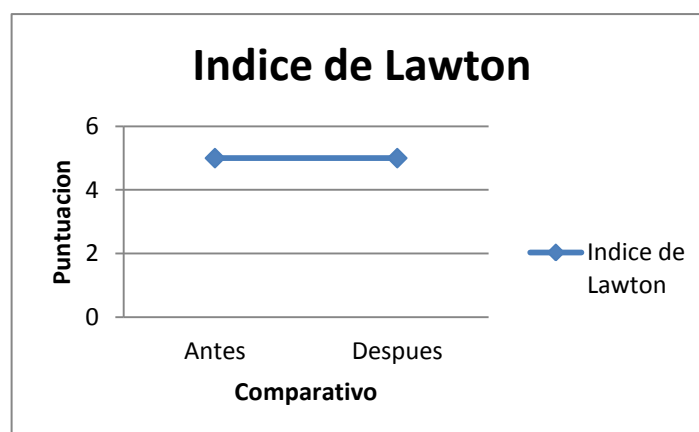 Indice de Lawton
Puntuacion
6
4
2
0
Antes
Despues
Comparativo
Indice de
Lawton